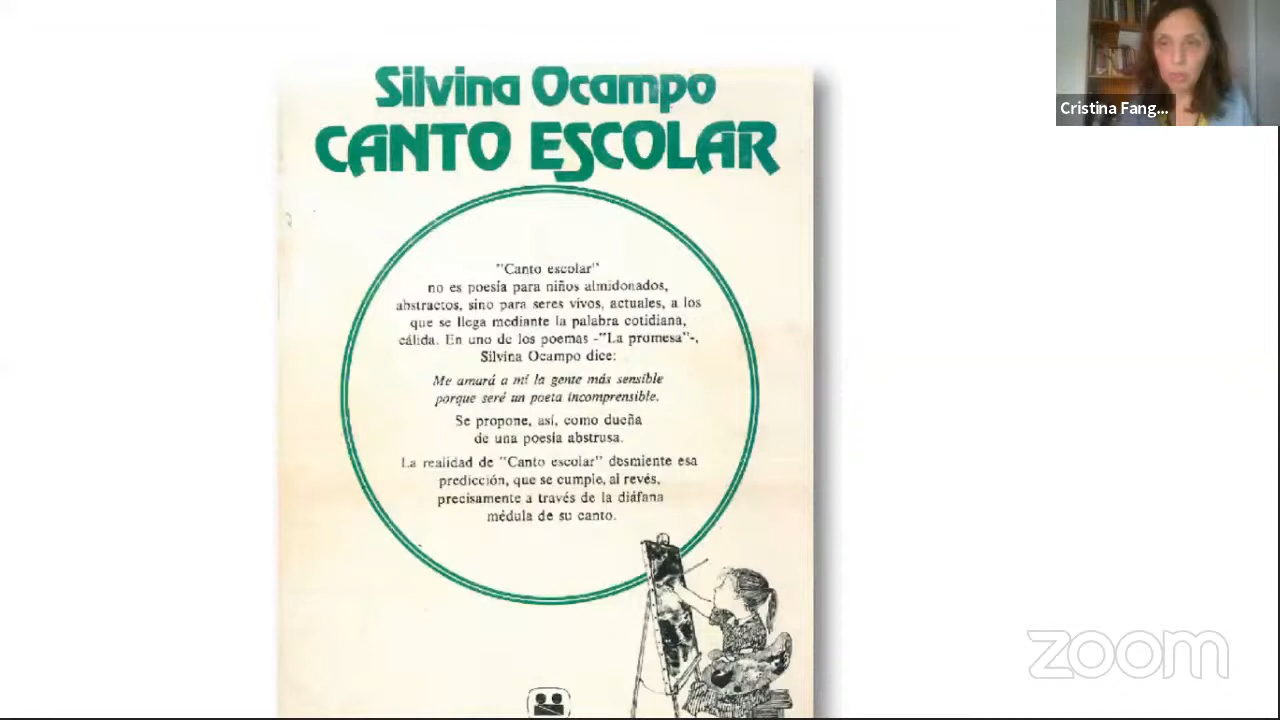 Silvina Ocampo
CANTO ESCOLAR
"Canto escolar"
no es poesía para niños almidonados,
abstractos, sino para seres vivos, actuales, a los
que se llega mediante la palabra cotidiana,
cálida. En uno de los poemas -"La promesa"-,
Silvina Ocampo dice:
Me amará a mí la gente más sensible
porque seré un poeta incomprensible.
Se propone, así, como dueña
de una poesía abstrusa.
La realidad de "Canto escolar" desmiente esa
predicción, que se cumple, al revés,
precisamente a través de la diáfana
médula de su canto.
Cristina Fang...
zoom